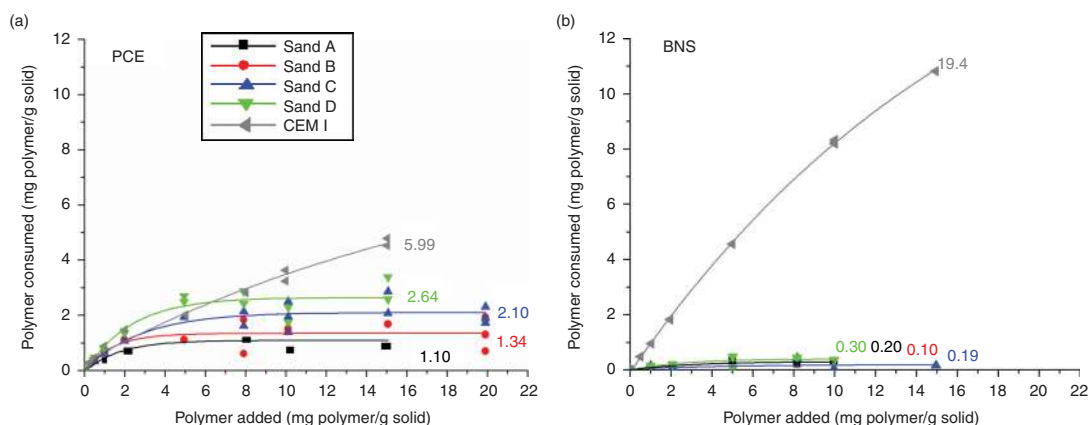 (a)
12
10
8
6
4
2
0
Polymer consumed (mg polymer/g solid)
PCE
Sand A
Sand B
Sand C
Sand D
CEM I
5.99
2.64
2.10
1.34
1.10
0 2 4 6 8 10 12 14 16 18 20 22
Polymer added (mg polymer/g solid)
(b)
12
10
8
6
4
2
0
Polymer consumed (mg polymer/g solid)
BNS
19.4
0.30 0.20 0.10 0.19
0 2 4 6 8 10 12 14 16 18 20 22
Polymer added (mg polymer/g solid)